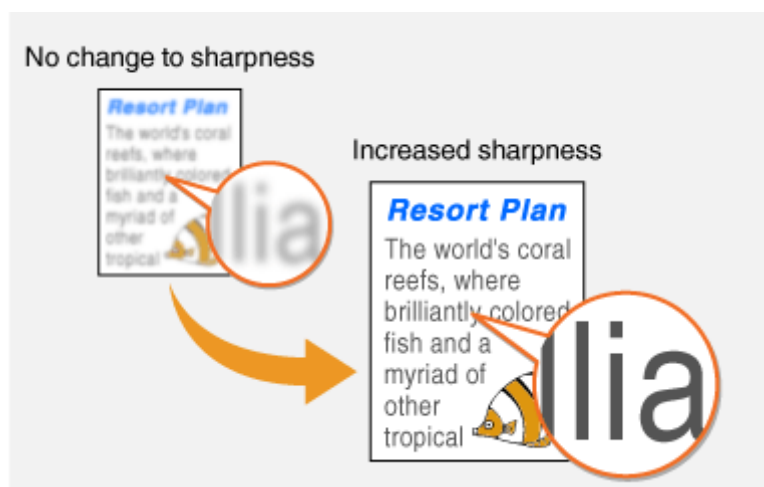 No change to sharpness
Resort Plan
The world's coral
reefs, where
brilliantly colored
fish and a
myriad of
other
tropical
lia
Increased sharpness
Resort Plan
The world's coral
reefs, where
brilliantly colored
fish and a
myriad of
other
tropical
llia